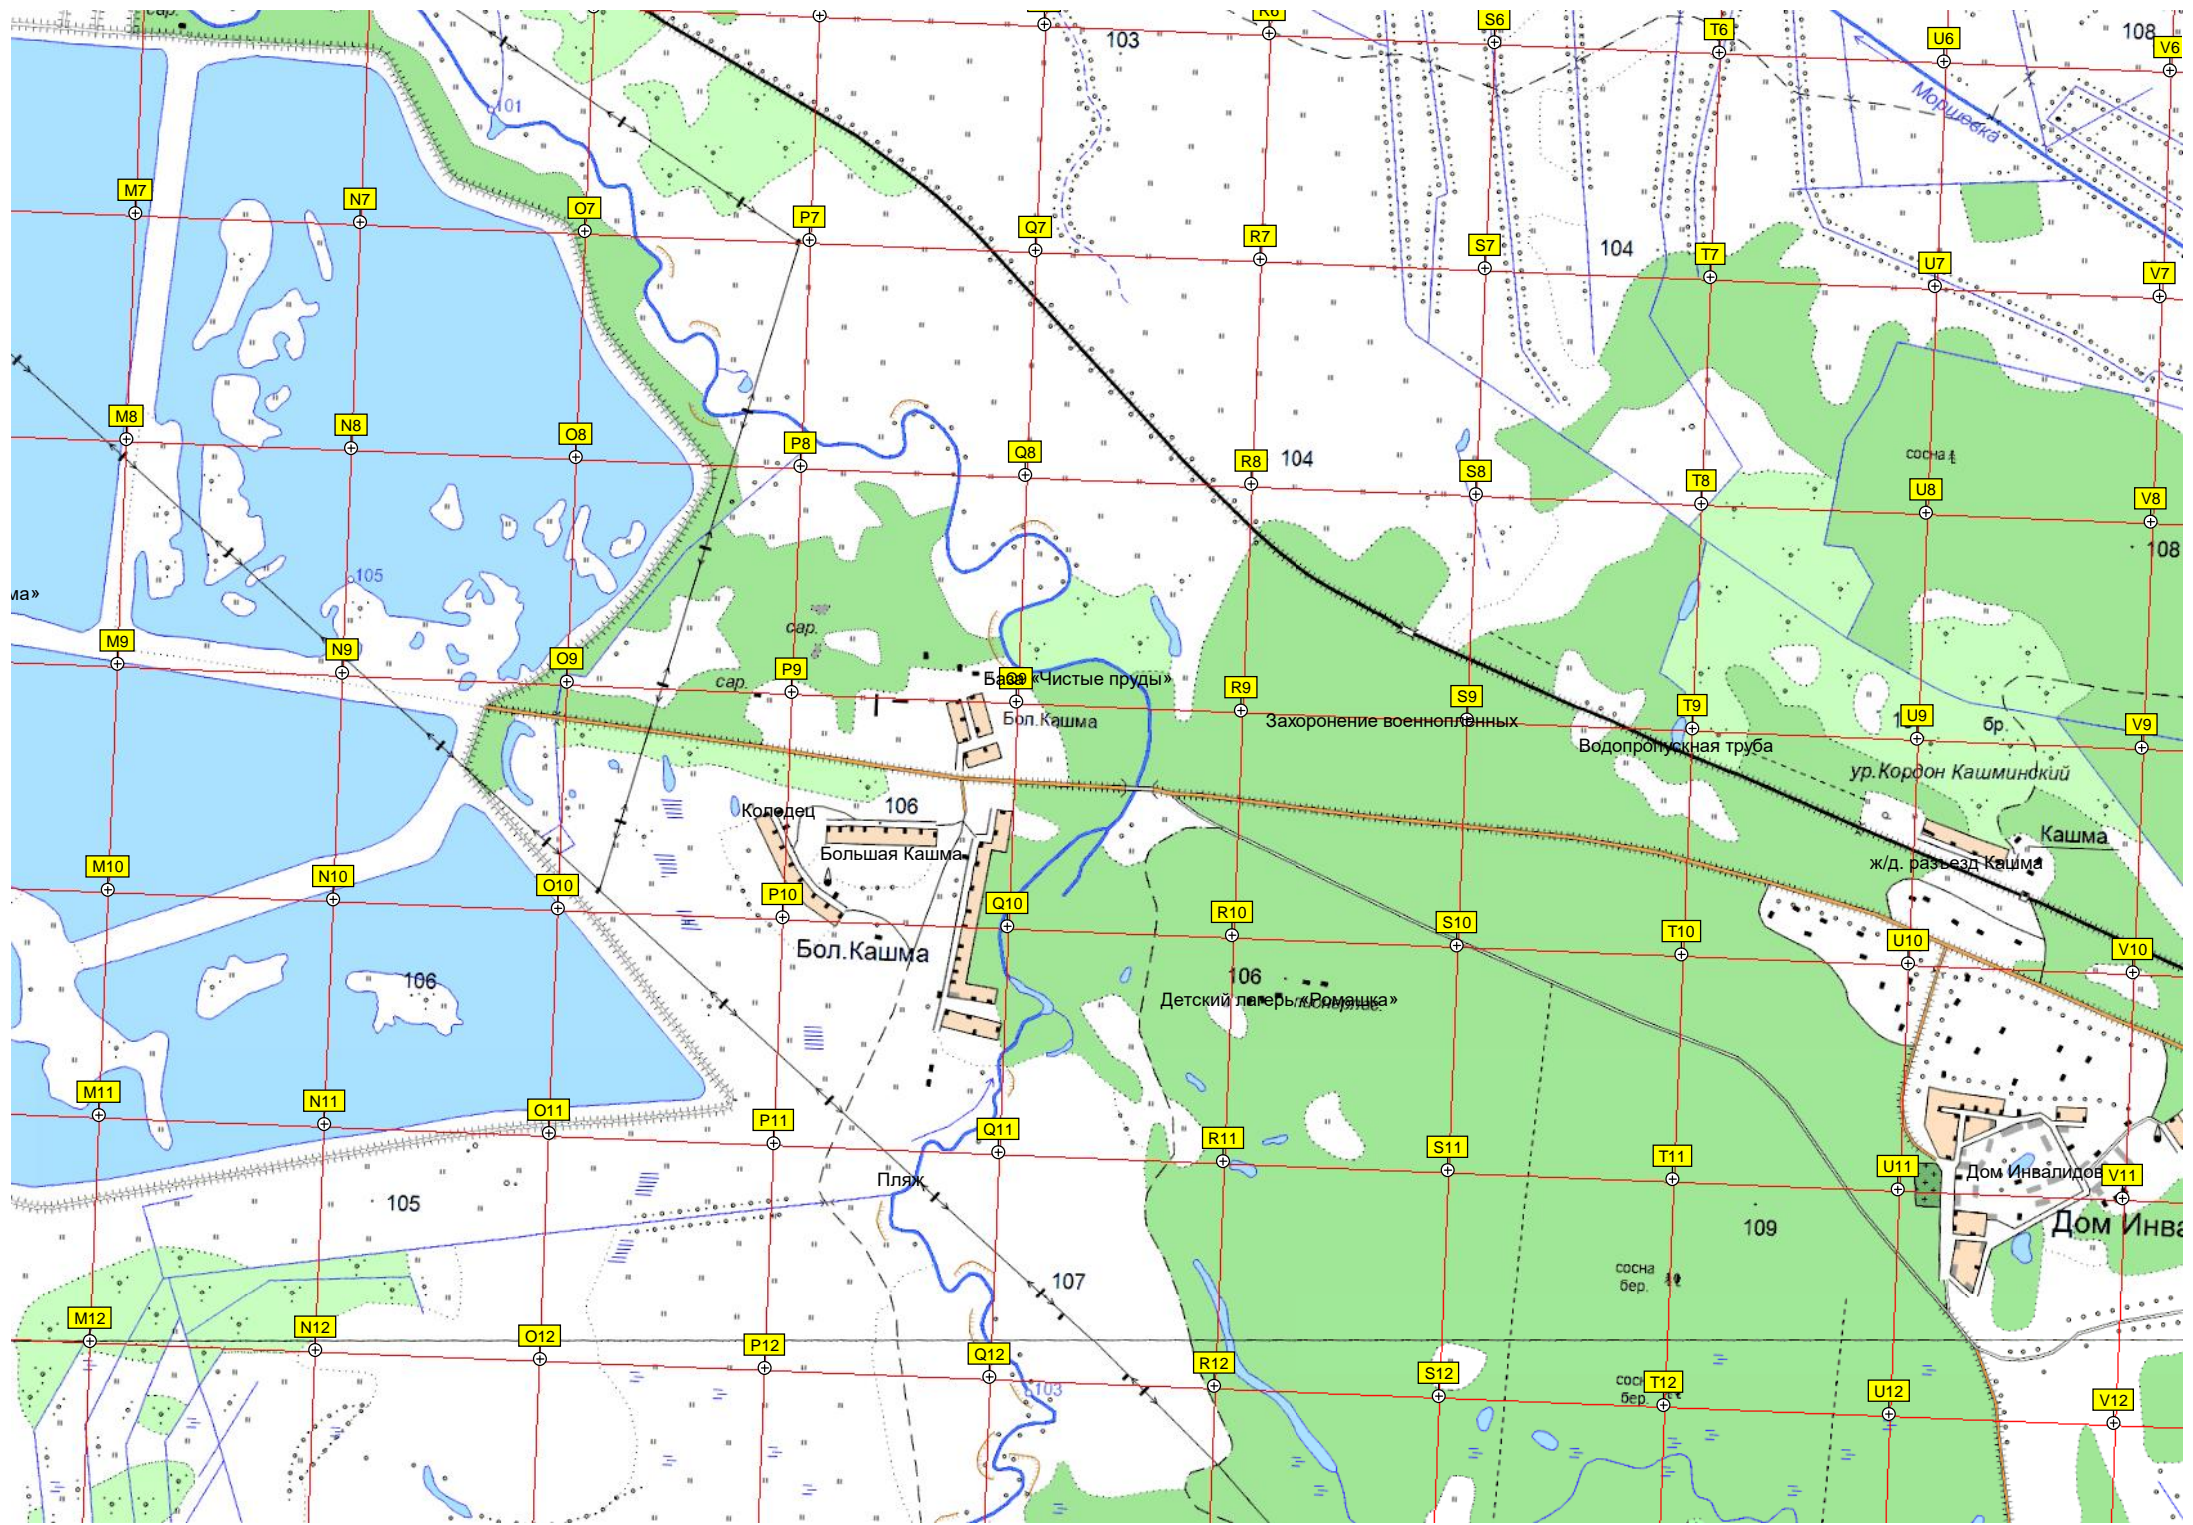 сар.
R6
S6
T6
U6
V6
103
108
101
Моршевка
M7
N7
O7
P7
Q7
R7
S7
T7
U7
V7
104
M8
N8
O8
P8
Q8
R8
104
S8
T8
U8
V8
сосна
108
105
ма»
сар.
M9
N9
O9
сар.
P9
База «Чистые пруды»
Бол.Кашма
R9
Захоронение военнопленных
S9
T9
Водопропускная труба
U9
бр.
V9
ур.Кордон Кашминский
Колодец
106
Большая Кашма
Кашма
ж/д. разъезд Кашма
M10
N10
O10
P10
Q10
R10
S10
T10
U10
V10
Бол.Кашма
106
106
Детский лагерь «Ромашка»
M11
N11
O11
P11
Q11
R11
S11
T11
U11
V11
Дом Инвалидов
Пляж
105
109
Дом Инва
107
сосна
бер.
M12
N12
O12
P12
Q12
R12
S12
T12
U12
V12
103
бер.